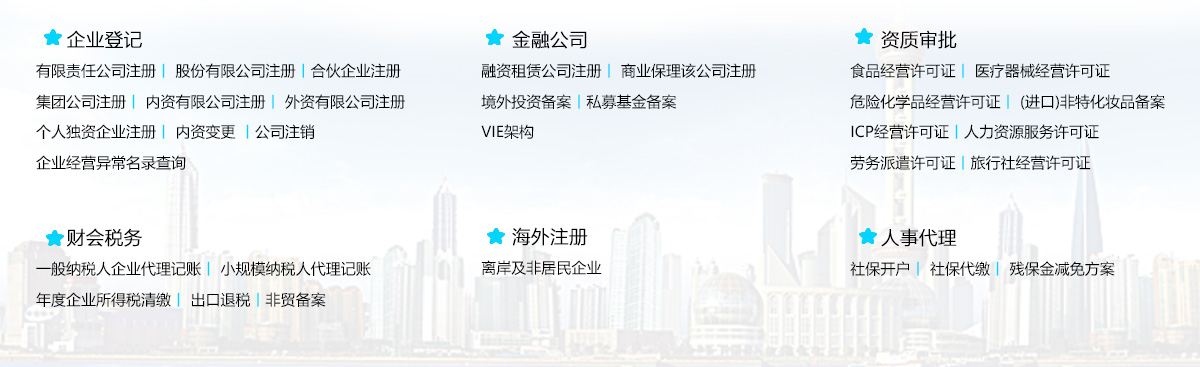 企业登记
有限责任公司注册| 股份有限公司注册|合伙企业注册
集团公司注册| 内资有限公司注册| 外资有限公司注册
个人独资企业注册| 内资变更 |公司注销
企业经营异常名录查询
金融公司
融资租赁公司注册| 商业保理该公司注册
境外投资备案|私募基金备案
VIE架构
资质审批
食品经营许可证| 医疗器械经营许可证
危险化学品经营许可证| (进口)非特化妆品备案
ICP经营许可证|人力资源服务许可证
劳务派遣许可证| 旅行社经营许可证
财会税务
一般纳税人企业代理记账| 小规模纳税人代理记账
年度企业所得税清缴| 出口退税|非贸备案
海外注册
离岸及非居民企业
人事代理
社保开户| 社保代缴| 残保金减免方案